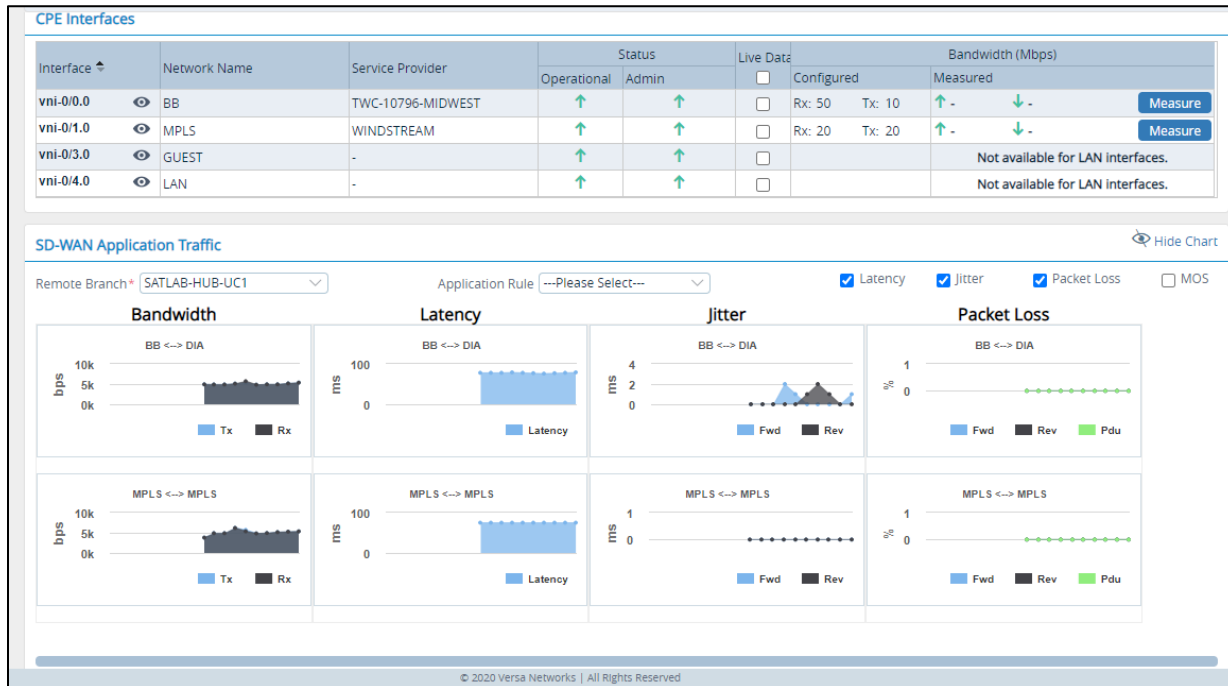 CPE Interfaces
Interface Network Name Service Provider Status Live Data Bandwidth (Mbps)
Operational Admin Configured Measured
vni-0/0.0 BB TWC-10796-MIDWEST Rx: 50 Tx: 10 - - Measure
vni-0/1.0 MPLS WINDSTREAM Rx: 20 Tx: 20 - - Measure
vni-0/3.0 GUEST - Not available for LAN interfaces.
vni-0/4.0 LAN - Not available for LAN interfaces.
SD-WAN Application Traffic Hide Chart
Remote Branch* SATLAB-HUB-UC1 Application Rule ---Please Select--- Latency Jitter Packet Loss MOS
Bandwidth Latency Jitter Packet Loss
BB <--> DIA BB <--> DIA BB <--> DIA BB <--> DIA
bps 10k 5k 0k ms 100 0 ms 4 2 0 % 1 0
Tx Rx Latency Fwd Rev Fwd Rev Pdu
MPLS <--> MPLS MPLS <--> MPLS MPLS <--> MPLS MPLS <--> MPLS
bps 10k 5k 0k ms 100 0 ms 1 0 % 1 0
Tx Rx Latency Fwd Rev Fwd Rev Pdu
© 2020 Versa Networks | All Rights Reserved